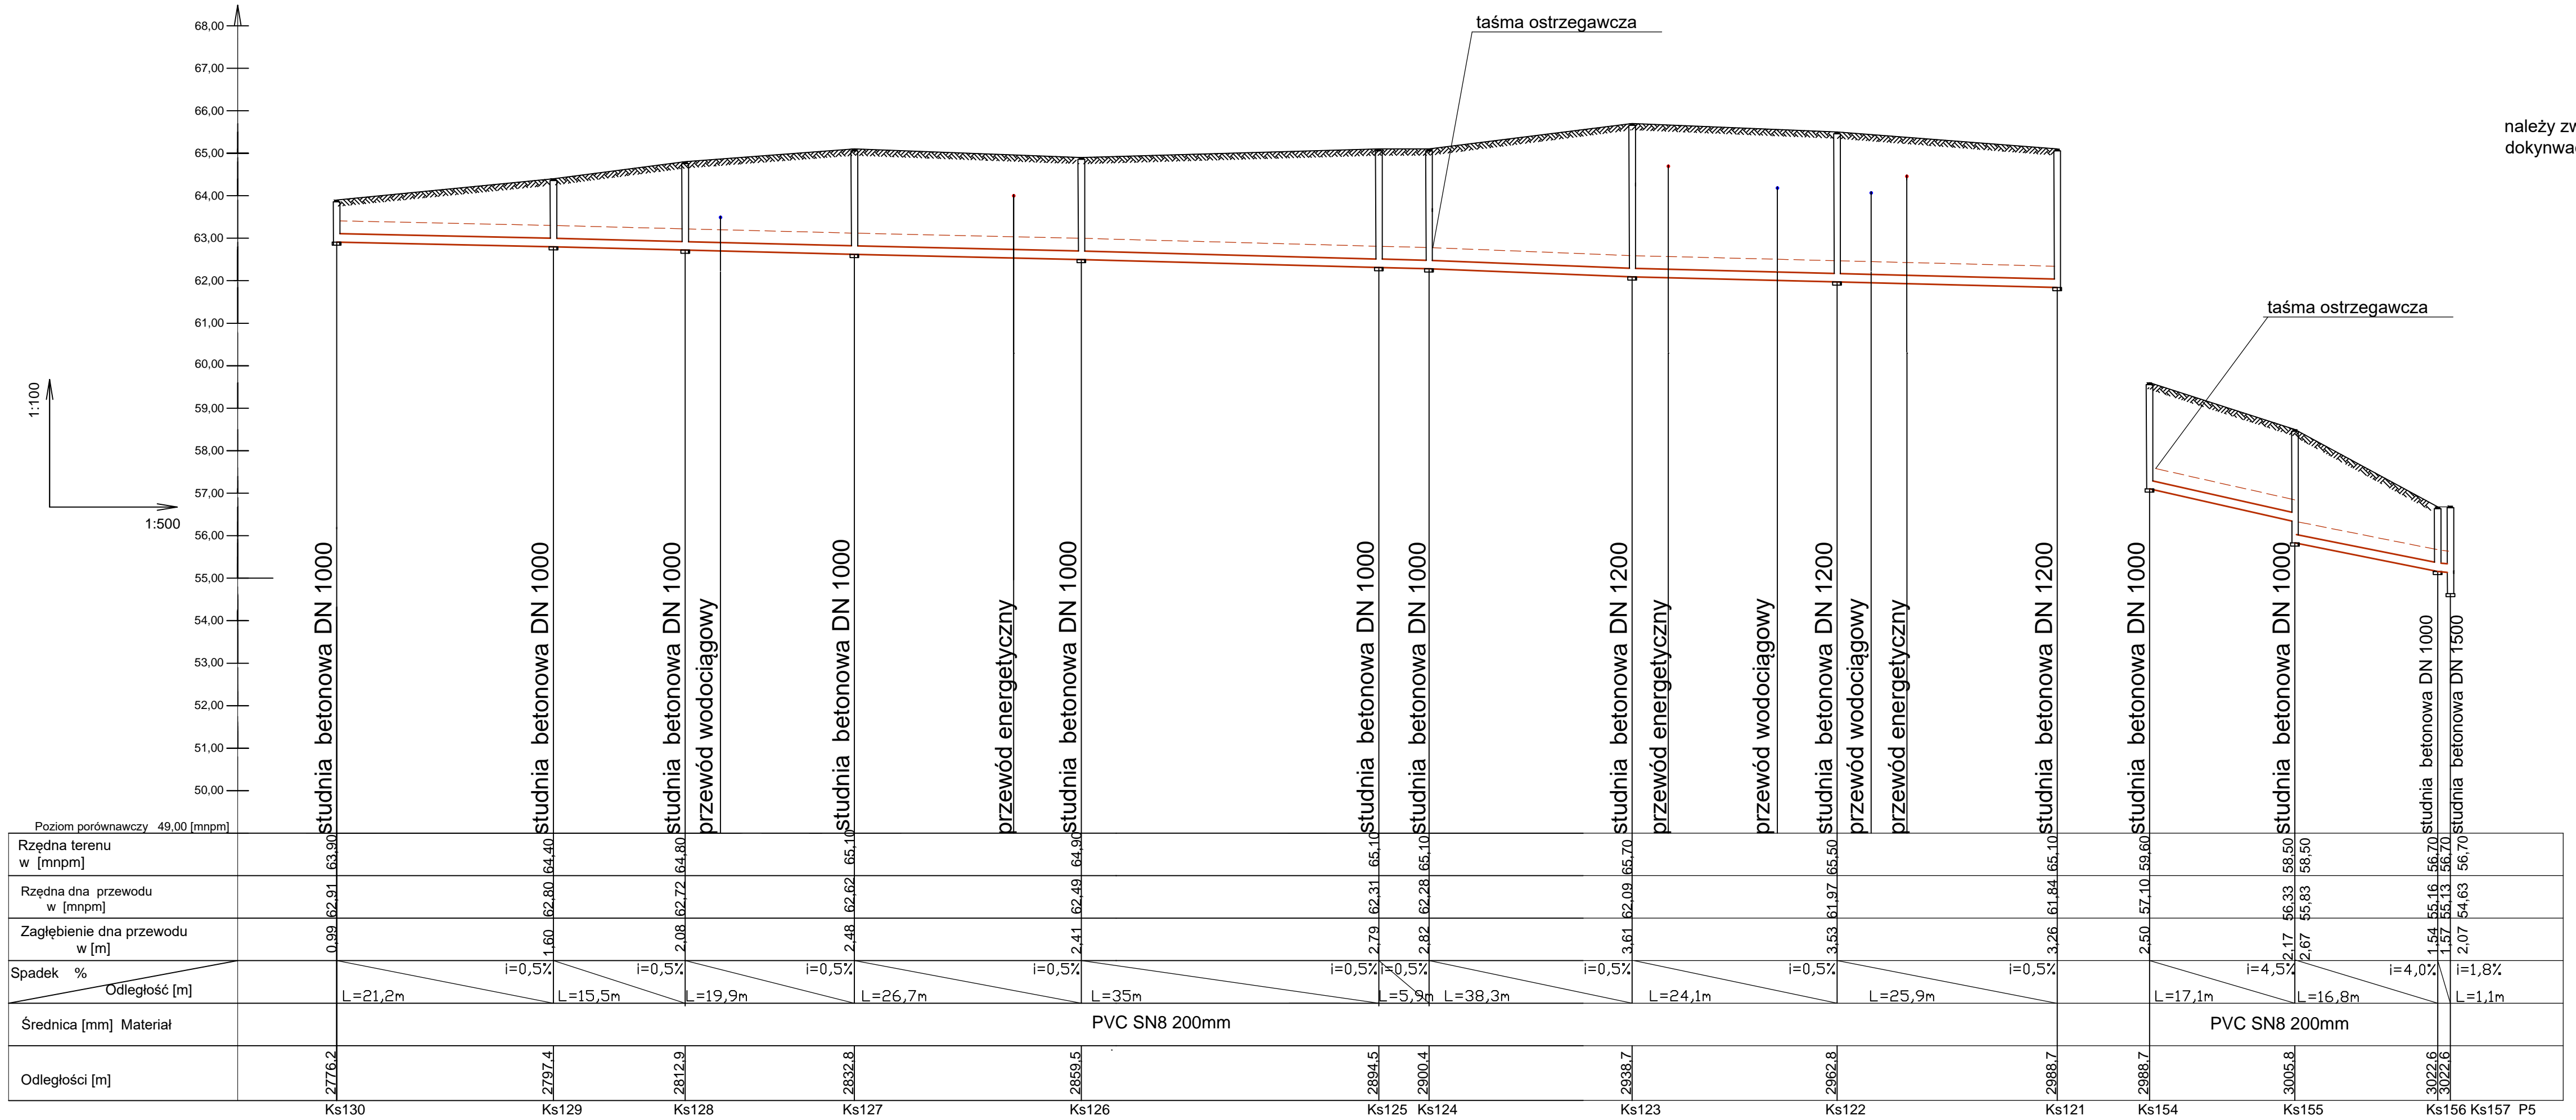 68,00
67,00
66,00
65,00
64,00
63,00
62,00
61,00
60,00
59,00
58,00
57,00
56,00
55,00
54,00
53,00
52,00
51,00
50,00
1:100
1:500
taśma ostrzegawcza
taśma ostrzegawcza
należy
studnia betonowa DN 1000
studnia betonowa DN 1000
studnia betonowa DN 1000
przewód wodociągowy
studnia betonowa DN 1000
przewód energetyczny
studnia betonowa DN 1000
studnia betonowa DN 1000
studnia betonowa DN 1000
studnia betonowa DN 1200
przewód energetyczny
przewód wodociągowy
studnia betonowa DN 1200
przewód wodociągowy
przewód energetyczny
studnia betonowa DN 1200
studnia betonowa DN 1000
studnia betonowa DN 1000
studnia betonowa DN 1000
studnia betonowa DN 1500
Poziom porównawczy 49,00 [mnpm]
Rzędna terenu
w [mnpm]
63,90 64,40 64,80 65,10 64,90 65,10 65,10 65,70 65,50 65,10 59,60 58,50 58,50 56,70 56,70 56,70
Rzędna dna przewodu
w [mnpm]
62,91 62,80 62,72 62,62 62,49 62,31 62,28 62,09 61,97 61,84 57,10 56,33 55,83 55,16 55,13 54,63
Zagłębienie dna przewodu
w [m]
0,99 1,60 2,08 2,48 2,41 2,79 2,82 3,61 3,53 3,26 2,50 2,17 2,67 1,54 1,57 2,07
Spadek %
i=0,5% i=0,5% i=0,5% i=0,5% i=0,5% i=0,5% i=0,5% i=0,5% i=0,5% i=4,5% i=4,0% i=1,8%
Odległość [m]
L=21,2m L=15,5m L=19,9m L=26,7m L=35m L=5,9m L=38,3m L=24,1m L=25,9m L=17,1m L=16,8m L=1,1m
Średnica [mm] Materiał
PVC SN8 200mm PVC SN8 200mm
Odległości [m]
2776,2 2797,4 2812,9 2832,8 2859,5 2894,5 2900,4 2938,7 2962,8 2988,7 2988,7 3005,8 3022,6 3022,6
Ks130 Ks129 Ks128 Ks127 Ks126 Ks125 Ks124 Ks123 Ks122 Ks121 Ks154 Ks155 Ks156 Ks157 P5